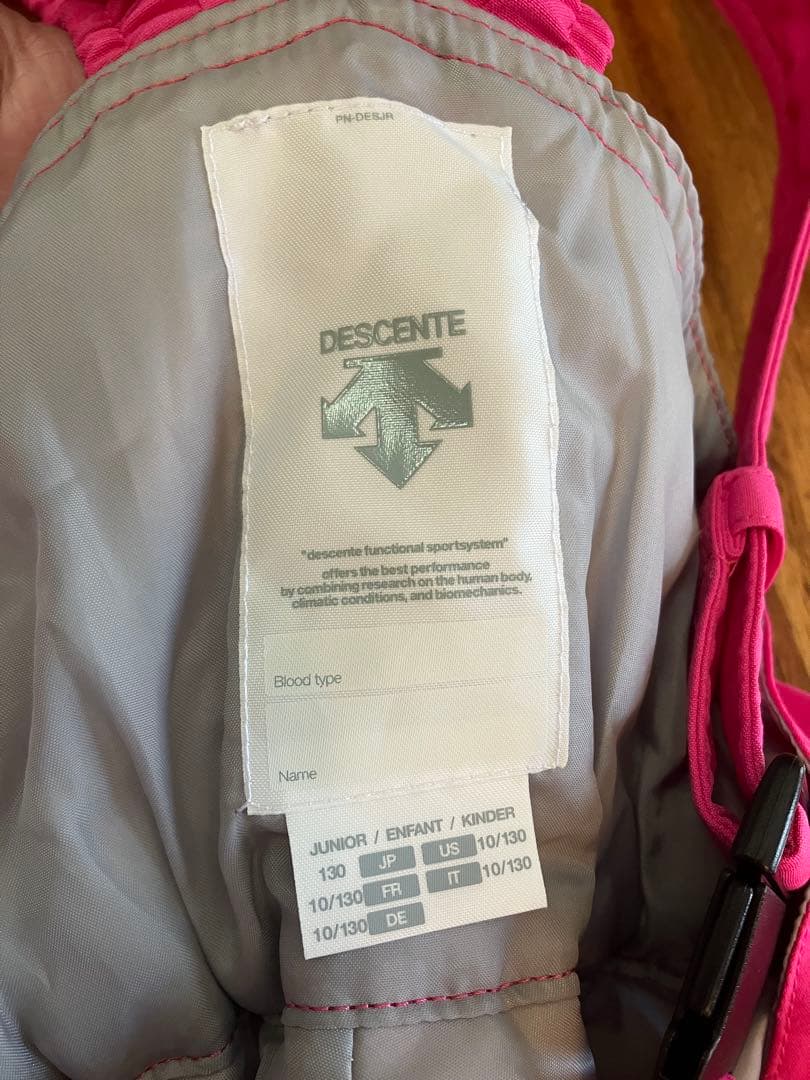 PN-DESJR
DESCENTE
"descente functional sportsystem"
offers the best performance
by combining research on the human body,
climatic conditions, and biomechanics.
Blood type
Name
JUNIOR / ENFANT / KINDER
130 JP US 10/130
10/130 FR IT 10/130
10/130 DE